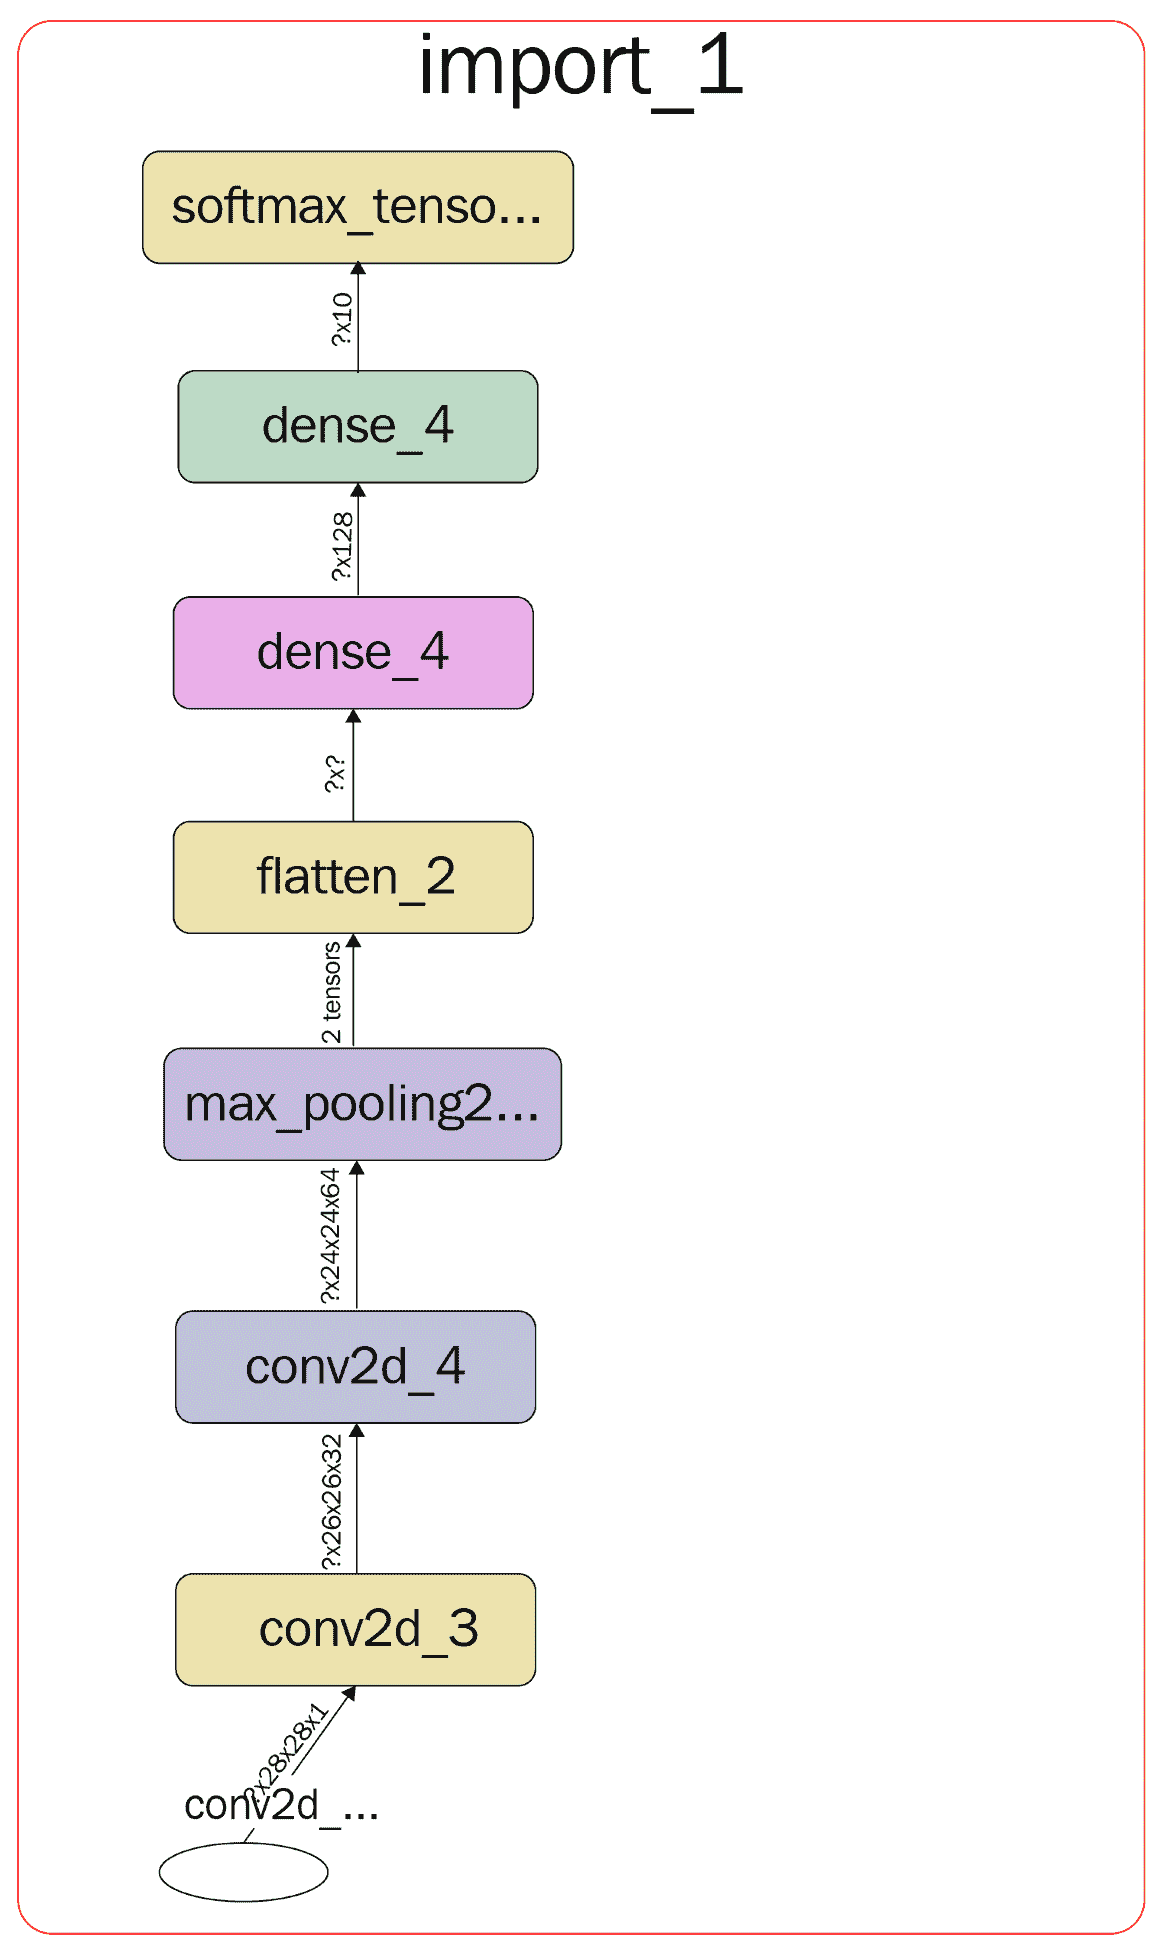 import_1
softmax_tenso...
?x10
dense_4
?x128
dense_4
?x?
flatten_2
2 tensors
max_pooling2...
?x24x24x64
conv2d_4
?x26x26x32
conv2d_3
?x28x28x1
conv2d_...